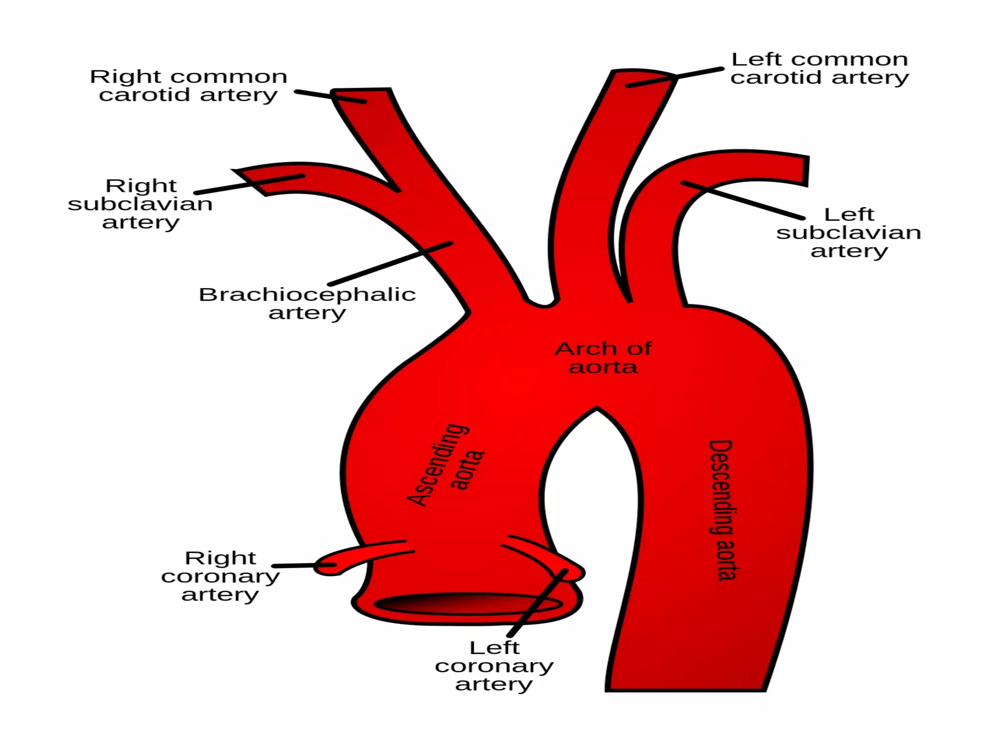 Right common
carotid artery
Left common
carotid artery
Right
subclavian
artery
Left
subclavian
artery
Brachiocephalic
artery
Arch of
aorta
Ascending
aorta
Descending aorta
Right
coronary
artery
Left
coronary
artery